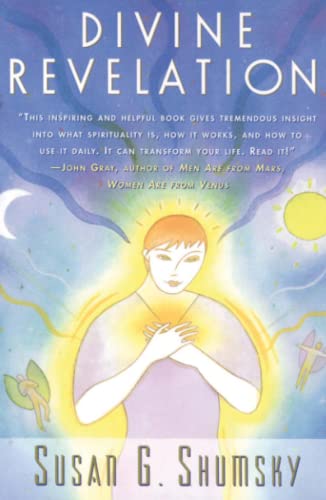 DIVINE
REVELATION
"THIS INSPIRING AND HELPFUL BOOK GIVES TREMENDOUS INSIGHT
INTO WHAT SPIRITUALITY IS, HOW IT WORKS, AND HOW TO
USE IT DAILY. IT CAN TRANSFORM YOUR LIFE. READ IT!"
—JOHN GRAY, AUTHOR OF MEN ARE FROM MARS,
WOMEN ARE FROM VENUS
SUSAN G. SHUMSKY